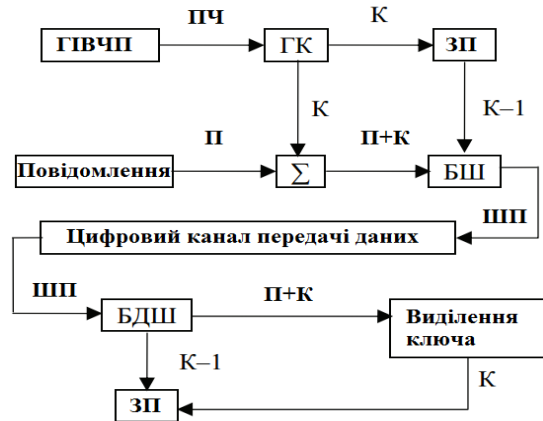 ПЧ
К
ГІВЧП
ГК
ЗП
К
К–1
П
П+К
Повідомлення
∑
БШ
ШП
Цифровий канал передачі даних
ШП
П+К
БДШ
Виділення
ключа
К–1
К
ЗП